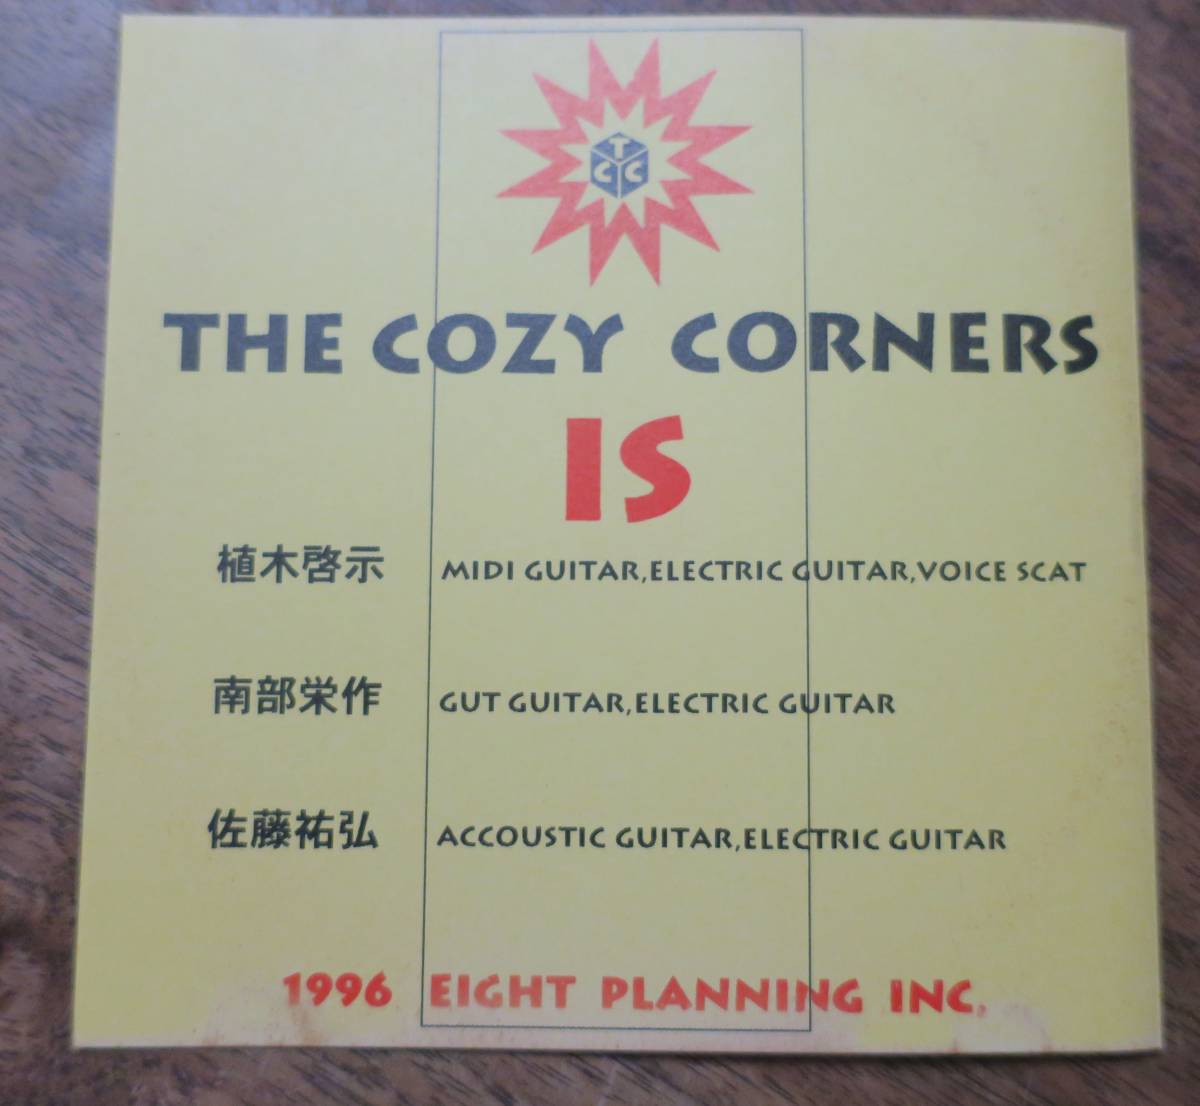 T
C C
THE COZY CORNERS
IS
植木啓示 MIDI GUITAR,ELECTRIC GUITAR,VOICE SCAT
南部栄作 GUT GUITAR,ELECTRIC GUITAR
佐藤祐弘 ACCOUSTIC GUITAR,ELECTRIC GUITAR
1996 EIGHT PLANNING INC,